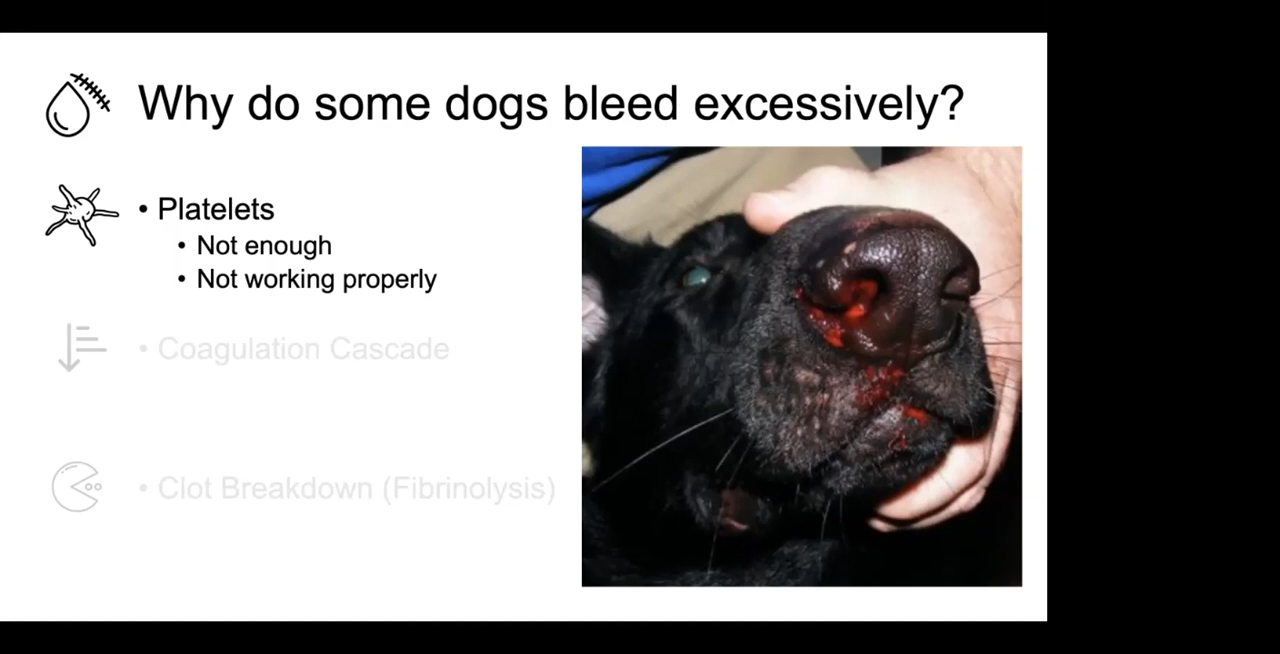 Why do some dogs bleed excessively?
• Platelets
• Not enough
• Not working properly
• Coagulation Cascade
• Clot Breakdown (Fibrinolysis)